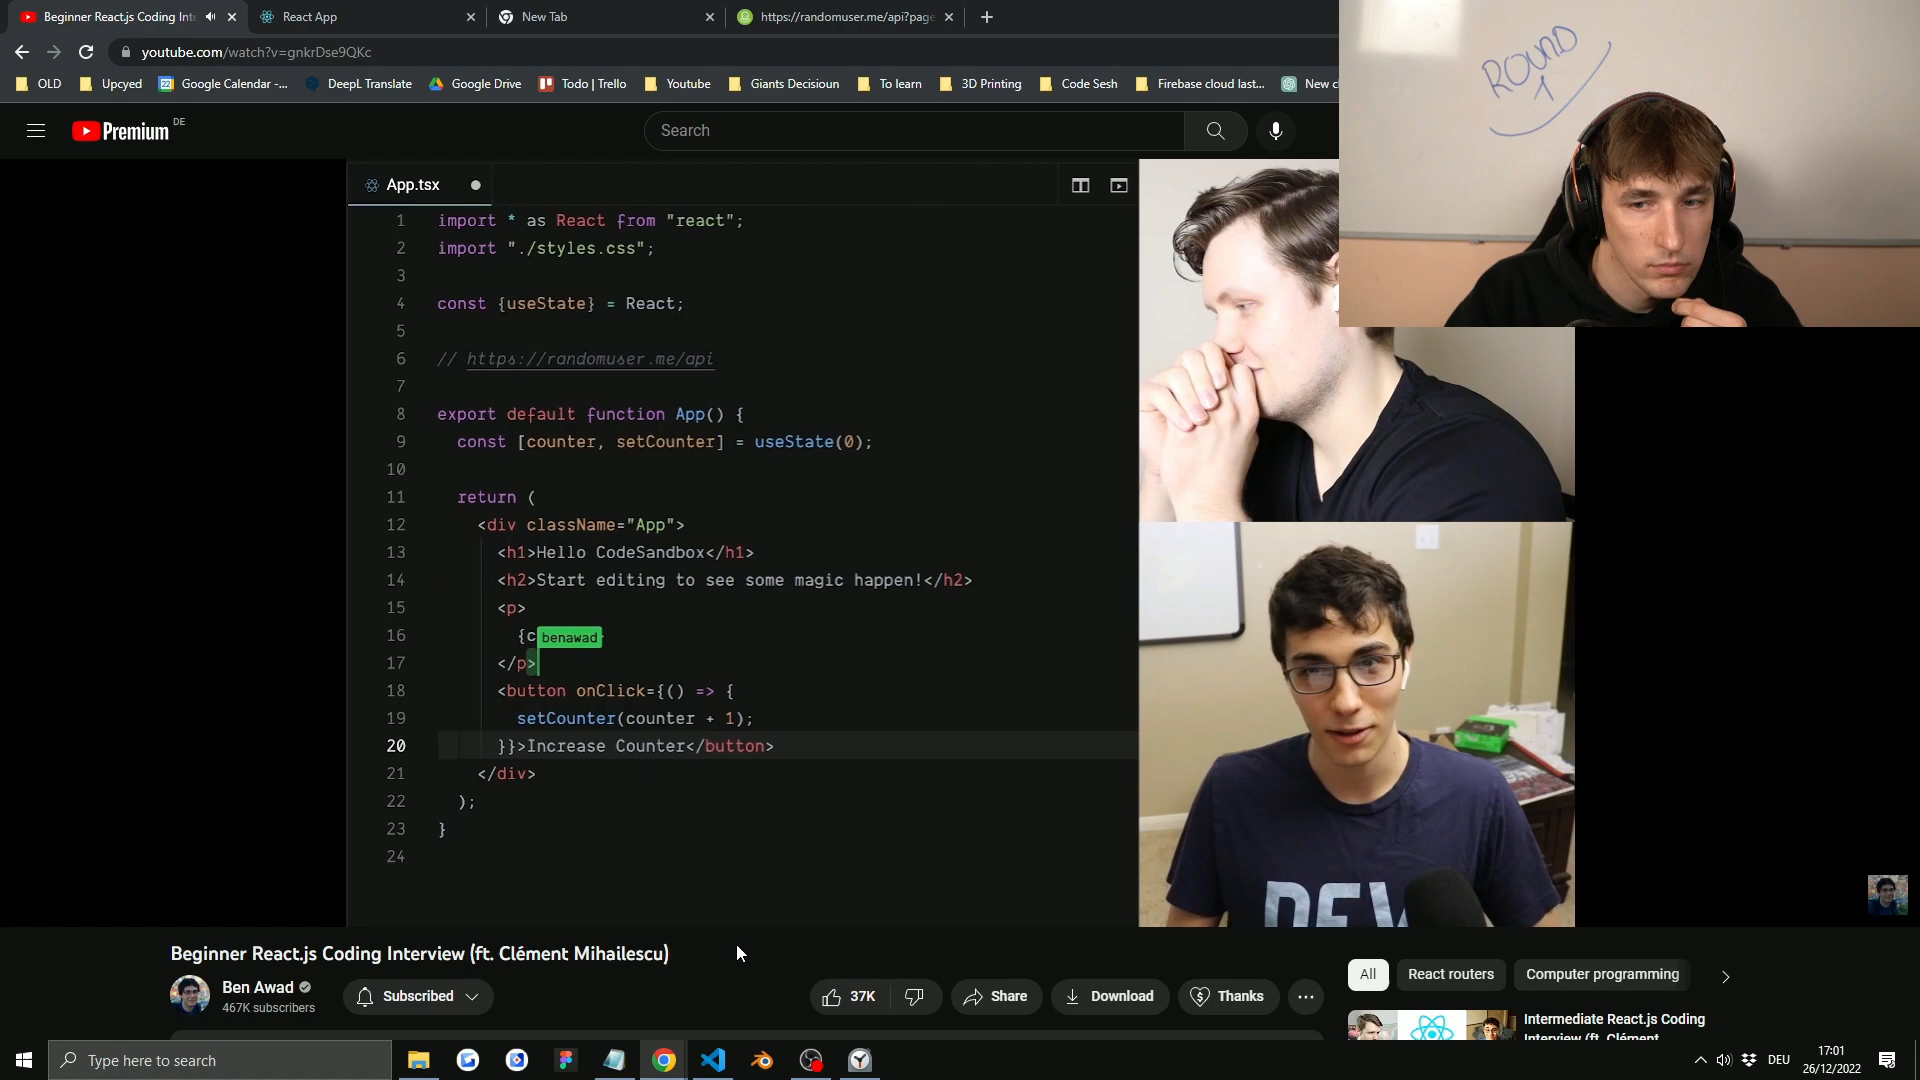 Beginner React.js Coding Inte
React App
New Tab
https://randomuser.me/api?page
youtube.com/watch?v=gnkrDse9QKc
OLD
Upcyed
Google Calendar -...
DeepL Translate
Google Drive
Todo | Trello
Youtube
Giants Decisioun
To learn
3D Printing
Code Sesh
Firebase cloud last...
New c
ROUND
1
Premium DE
Search
App.tsx
1 import * as React from "react";
2 import "./styles.css";
3
4 const {useState} = React;
5
6 // https://randomuser.me/api
7
8 export default function App() {
9 const [counter, setCounter] = useState(0);
10
11 return (
12 <div className="App">
13 <h1>Hello CodeSandbox</h1>
14 <h2>Start editing to see some magic happen!</h2>
15 <p>
16 {c benawad
17 </p>
18 <button onClick={() => {
19 setCounter(counter + 1);
20 }}>Increase Counter</button>
21 </div>
22 );
23 }
24
DEV
Beginner React.js Coding Interview (ft. Clément Mihailescu)
Ben Awad
467K subscribers
Subscribed
37K
Share
Download
Thanks
All
React routers
Computer programming
Intermediate React.js Coding
Interview (ft. Clément
Type here to search
DEU
17:01
26/12/2022